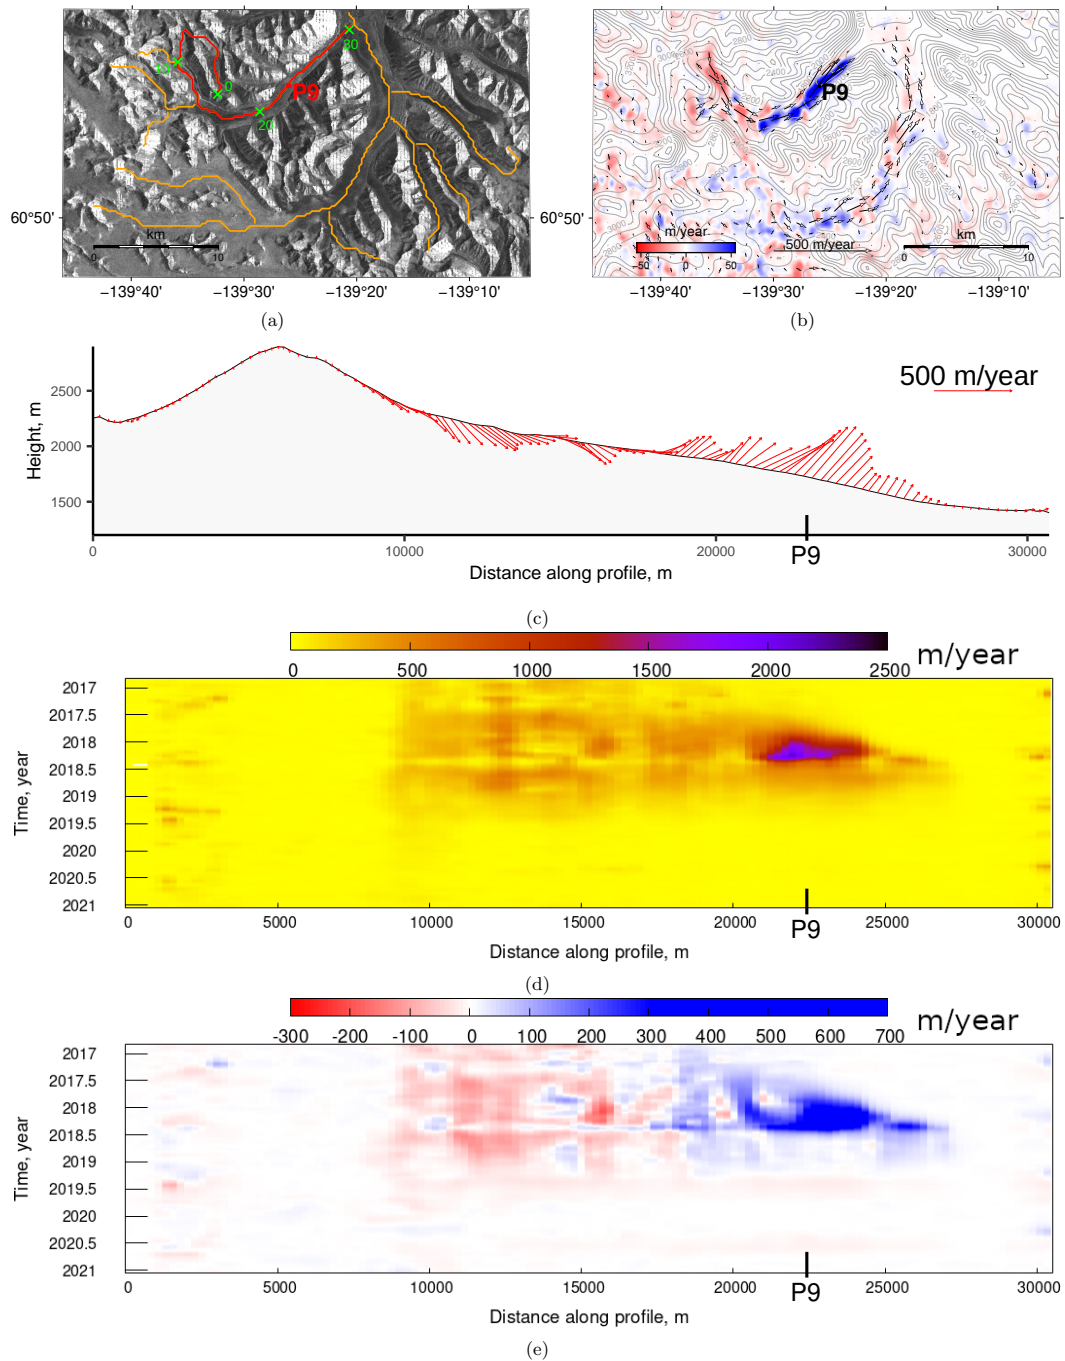 P9
0
10
20
30
60°50'
km
0 10
−139°40' −139°30' −139°20' −139°10'
(a)
P9
60°50'
m/year
−50 0 50
500 m/year
km
0 10
−139°40' −139°30' −139°20' −139°10'
(b)
500 m/year
Height, m
2500
2000
1500
0 10000 20000 30000
P9
Distance along profile, m
(c)
0 500 1000 1500 2000 2500 m/year
Time, year
2017
2017.5
2018
2018.5
2019
2019.5
2020
2020.5
2021
0 5000 10000 15000 20000 25000 30000
P9
Distance along profile, m
(d)
-300 -200 -100 0 100 200 300 400 500 600 700 m/year
Time, year
2017
2017.5
2018
2018.5
2019
2019.5
2020
2020.5
2021
0 5000 10000 15000 20000 25000 30000
P9
Distance along profile, m
(e)